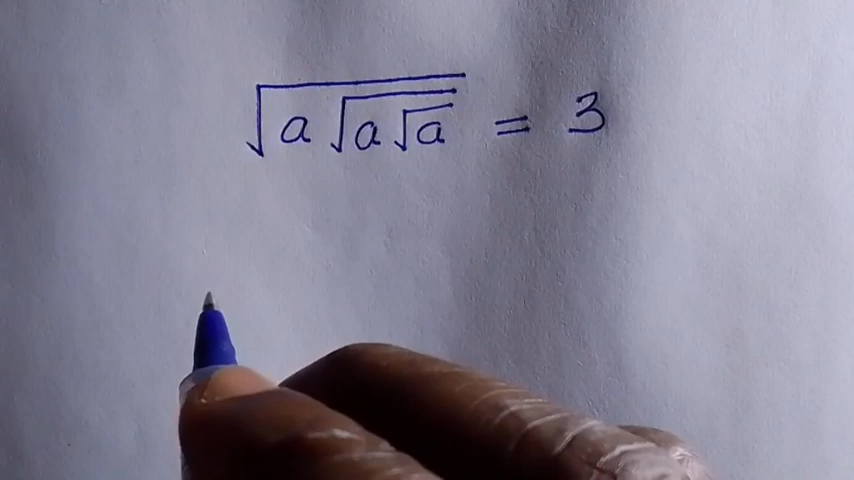 √(a√(a√a)) = 3